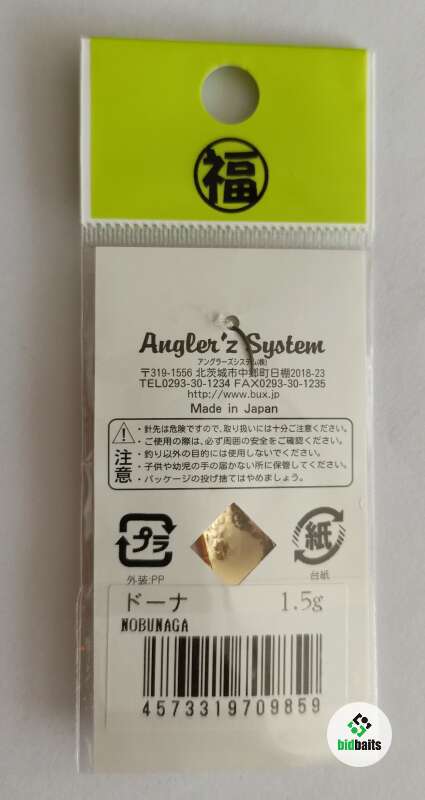 福
Angler'z System
アングラーズシステム(株)
〒319-1556 北茨城市中郷町日棚2018-23
TEL0293-30-1234 FAX0293-30-1235
http://www.bux.jp
Made in Japan
注意
・針先は危険ですので、取り扱いには十分ご注意ください。
・ご使用の際は、必ず周囲の安全をご確認ください。
・釣り以外の目的には使用しないでください。
・子供や幼児の手の届かない所に保管してください。
・パッケージの投げ捨てはやめましょう。
プラ
紙
外装:PP
台紙
ドーナ 1.5g
NOBUNAGA
4573319709859
bidbaits